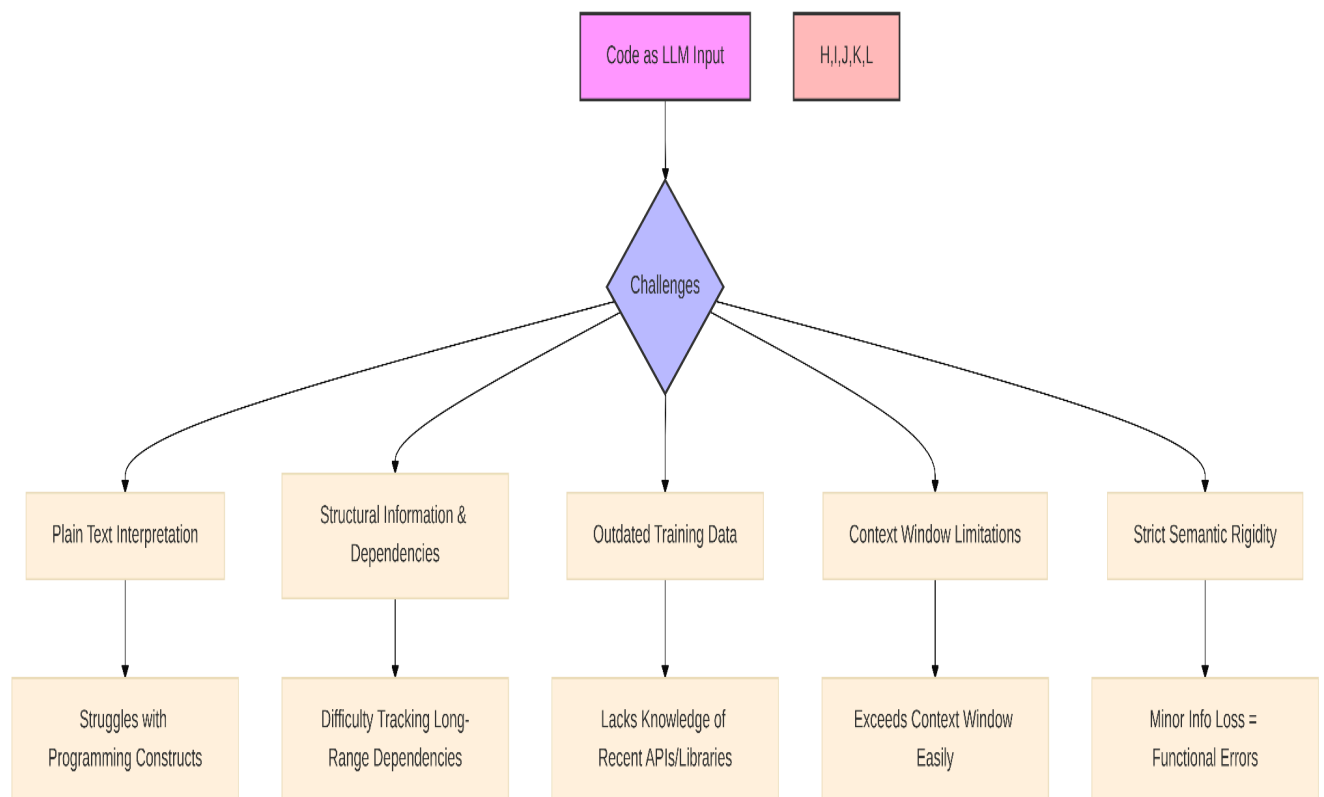 Code as LLM Input
H,I,J,K,L
Challenges
Plain Text Interpretation
Structural Information &
Dependencies
Outdated Training Data
Context Window Limitations
Strict Semantic Rigidity
Struggles with
Programming Constructs
Difficulty Tracking Long-
Range Dependencies
Lacks Knowledge of
Recent APIs/Libraries
Exceeds Context Window
Easily
Minor Info Loss =
Functional Errors